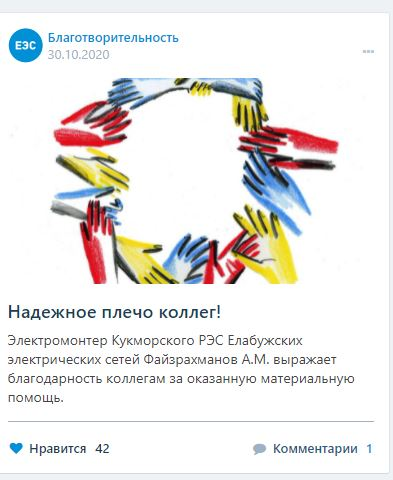 ЕЭС
Благотворительность
30.10.2020
Надежное плечо коллег!
Электромонтер Кукморского РЭС Елабужских
электрических сетей Файзрахманов А.М. выражает
благодарность коллегам за оказанную материальную
помощь.
Нравится 42
Комментарии 1